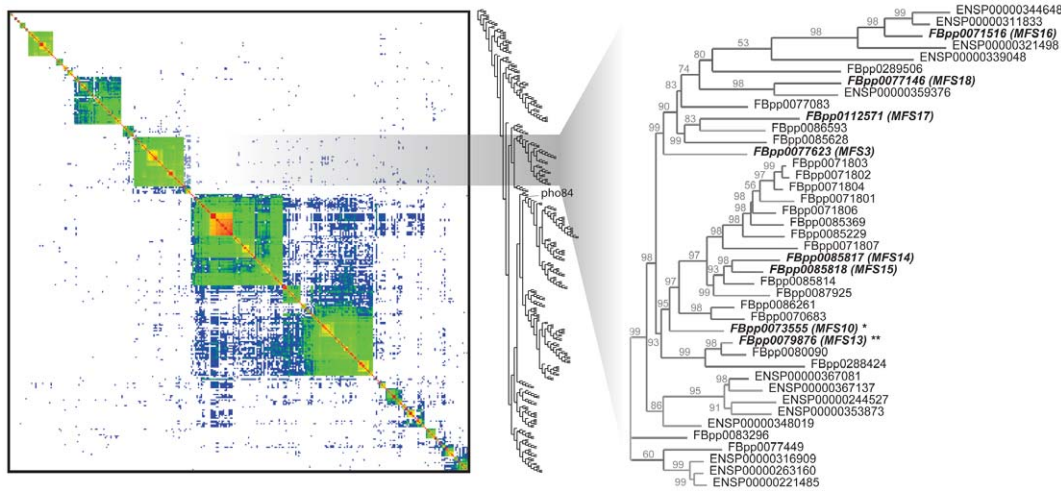 pho84
99
98
53
98
80
74
83
98
90
83
99
99
99
97
56
98
98
98
97
98
93
99
98
98
95
99
93
98
99
98
95
91
86
60
99
99
ENSP00000344648
ENSP00000311833
FBpp0071516 (MFS16)
ENSP00000321498
ENSP00000339048
FBpp0289506
FBpp0077146 (MFS18)
ENSP00000359376
FBpp0077083
FBpp0112571 (MFS17)
FBpp0086593
FBpp0085628
FBpp0077623 (MFS3)
FBpp0071803
FBpp0071802
FBpp0071804
FBpp0071801
FBpp0071806
FBpp0085369
FBpp0085229
FBpp0071807
FBpp0085817 (MFS14)
FBpp0085818 (MFS15)
FBpp0085814
FBpp0087925
FBpp0086261
FBpp0070683
FBpp0073555 (MFS10) *
FBpp0079876 (MFS13) **
FBpp0080090
FBpp0288424
ENSP00000367081
ENSP00000367137
ENSP00000244527
ENSP00000353873
ENSP00000348019
FBpp0083296
FBpp0077449
ENSP00000316909
ENSP00000263160
ENSP00000221485